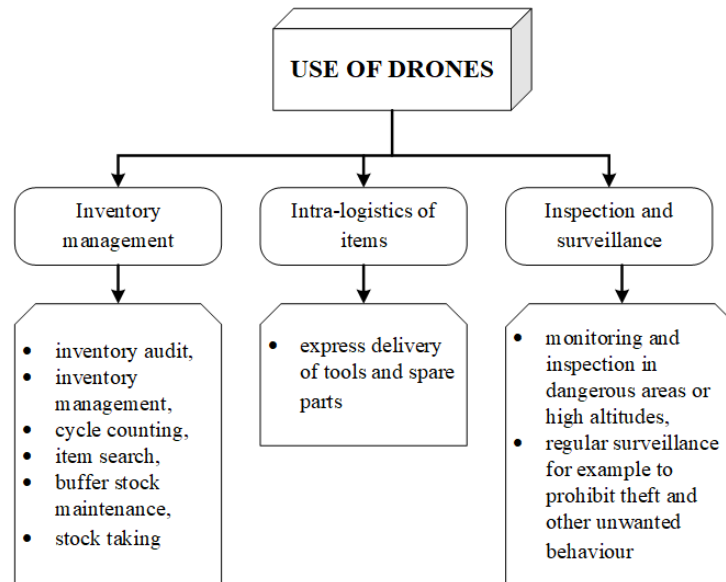 USE OF DRONES
Inventory
management
Intra-logistics of
items
Inspection and
surveillance
• inventory audit,
• inventory
management,
• cycle counting,
• item search,
• buffer stock
maintenance,
• stock taking
• express delivery
of tools and spare
parts
• monitoring and
inspection in
dangerous areas or
high altitudes,
• regular surveillance
for example to
prohibit theft and
other unwanted
behaviour